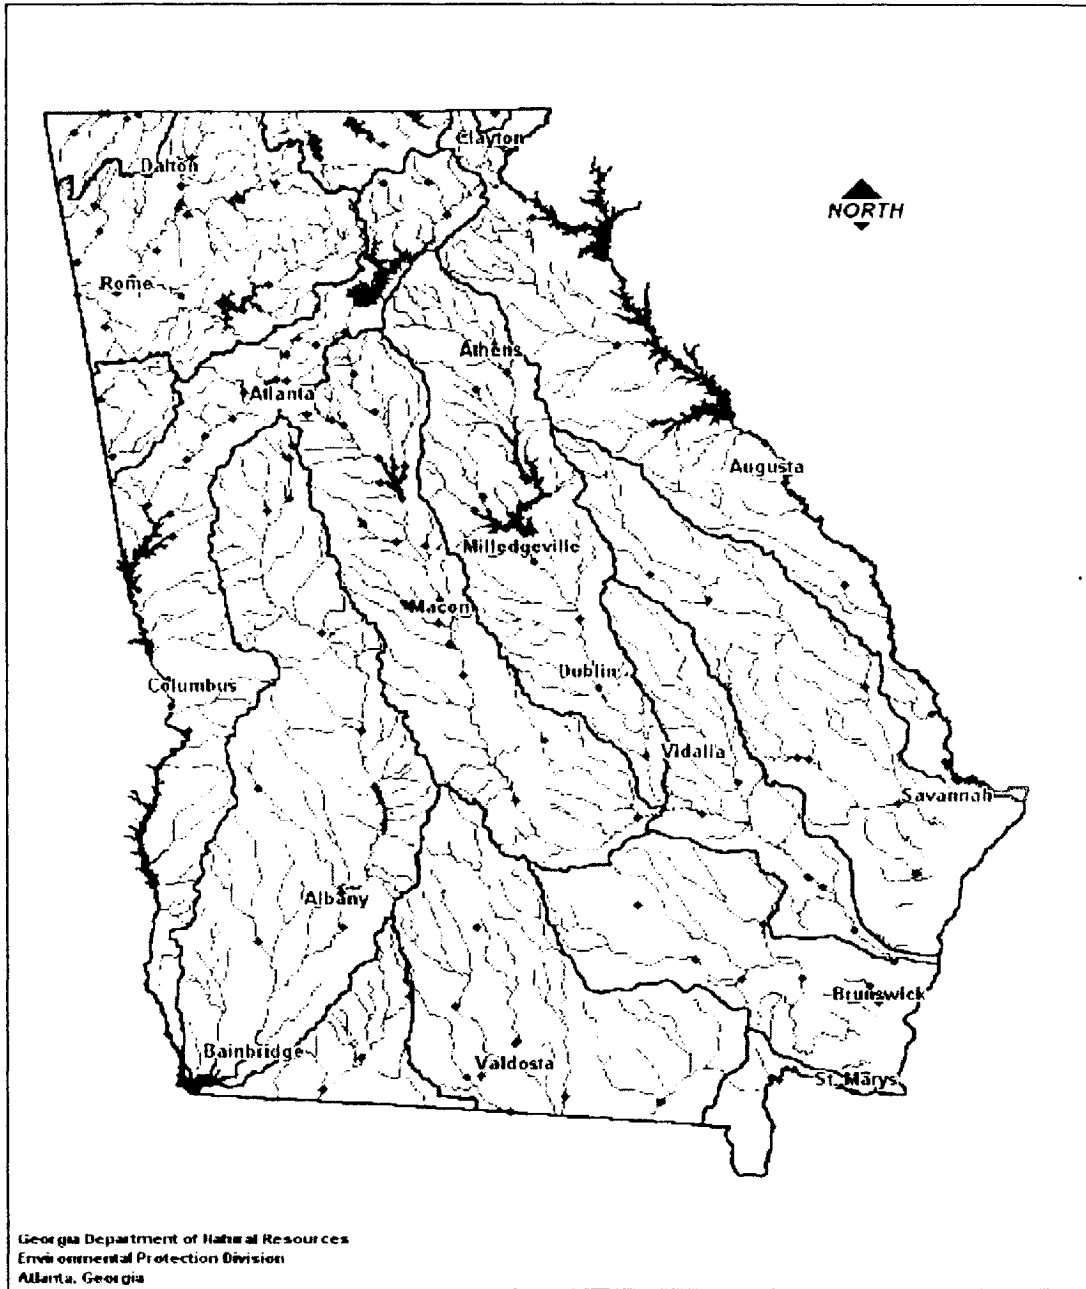 Clayton
Dalton
NORTH
Rome
Athens
Atlanta
Augusta
Milledgeville
Macon
Dublin
Columbus
Vidalia
Savannah
Albany
Brunswick
Bainbridge
Valdosta
St. Marys
Georgia Department of Natural Resources
Environmental Protection Division
Atlanta, Georgia